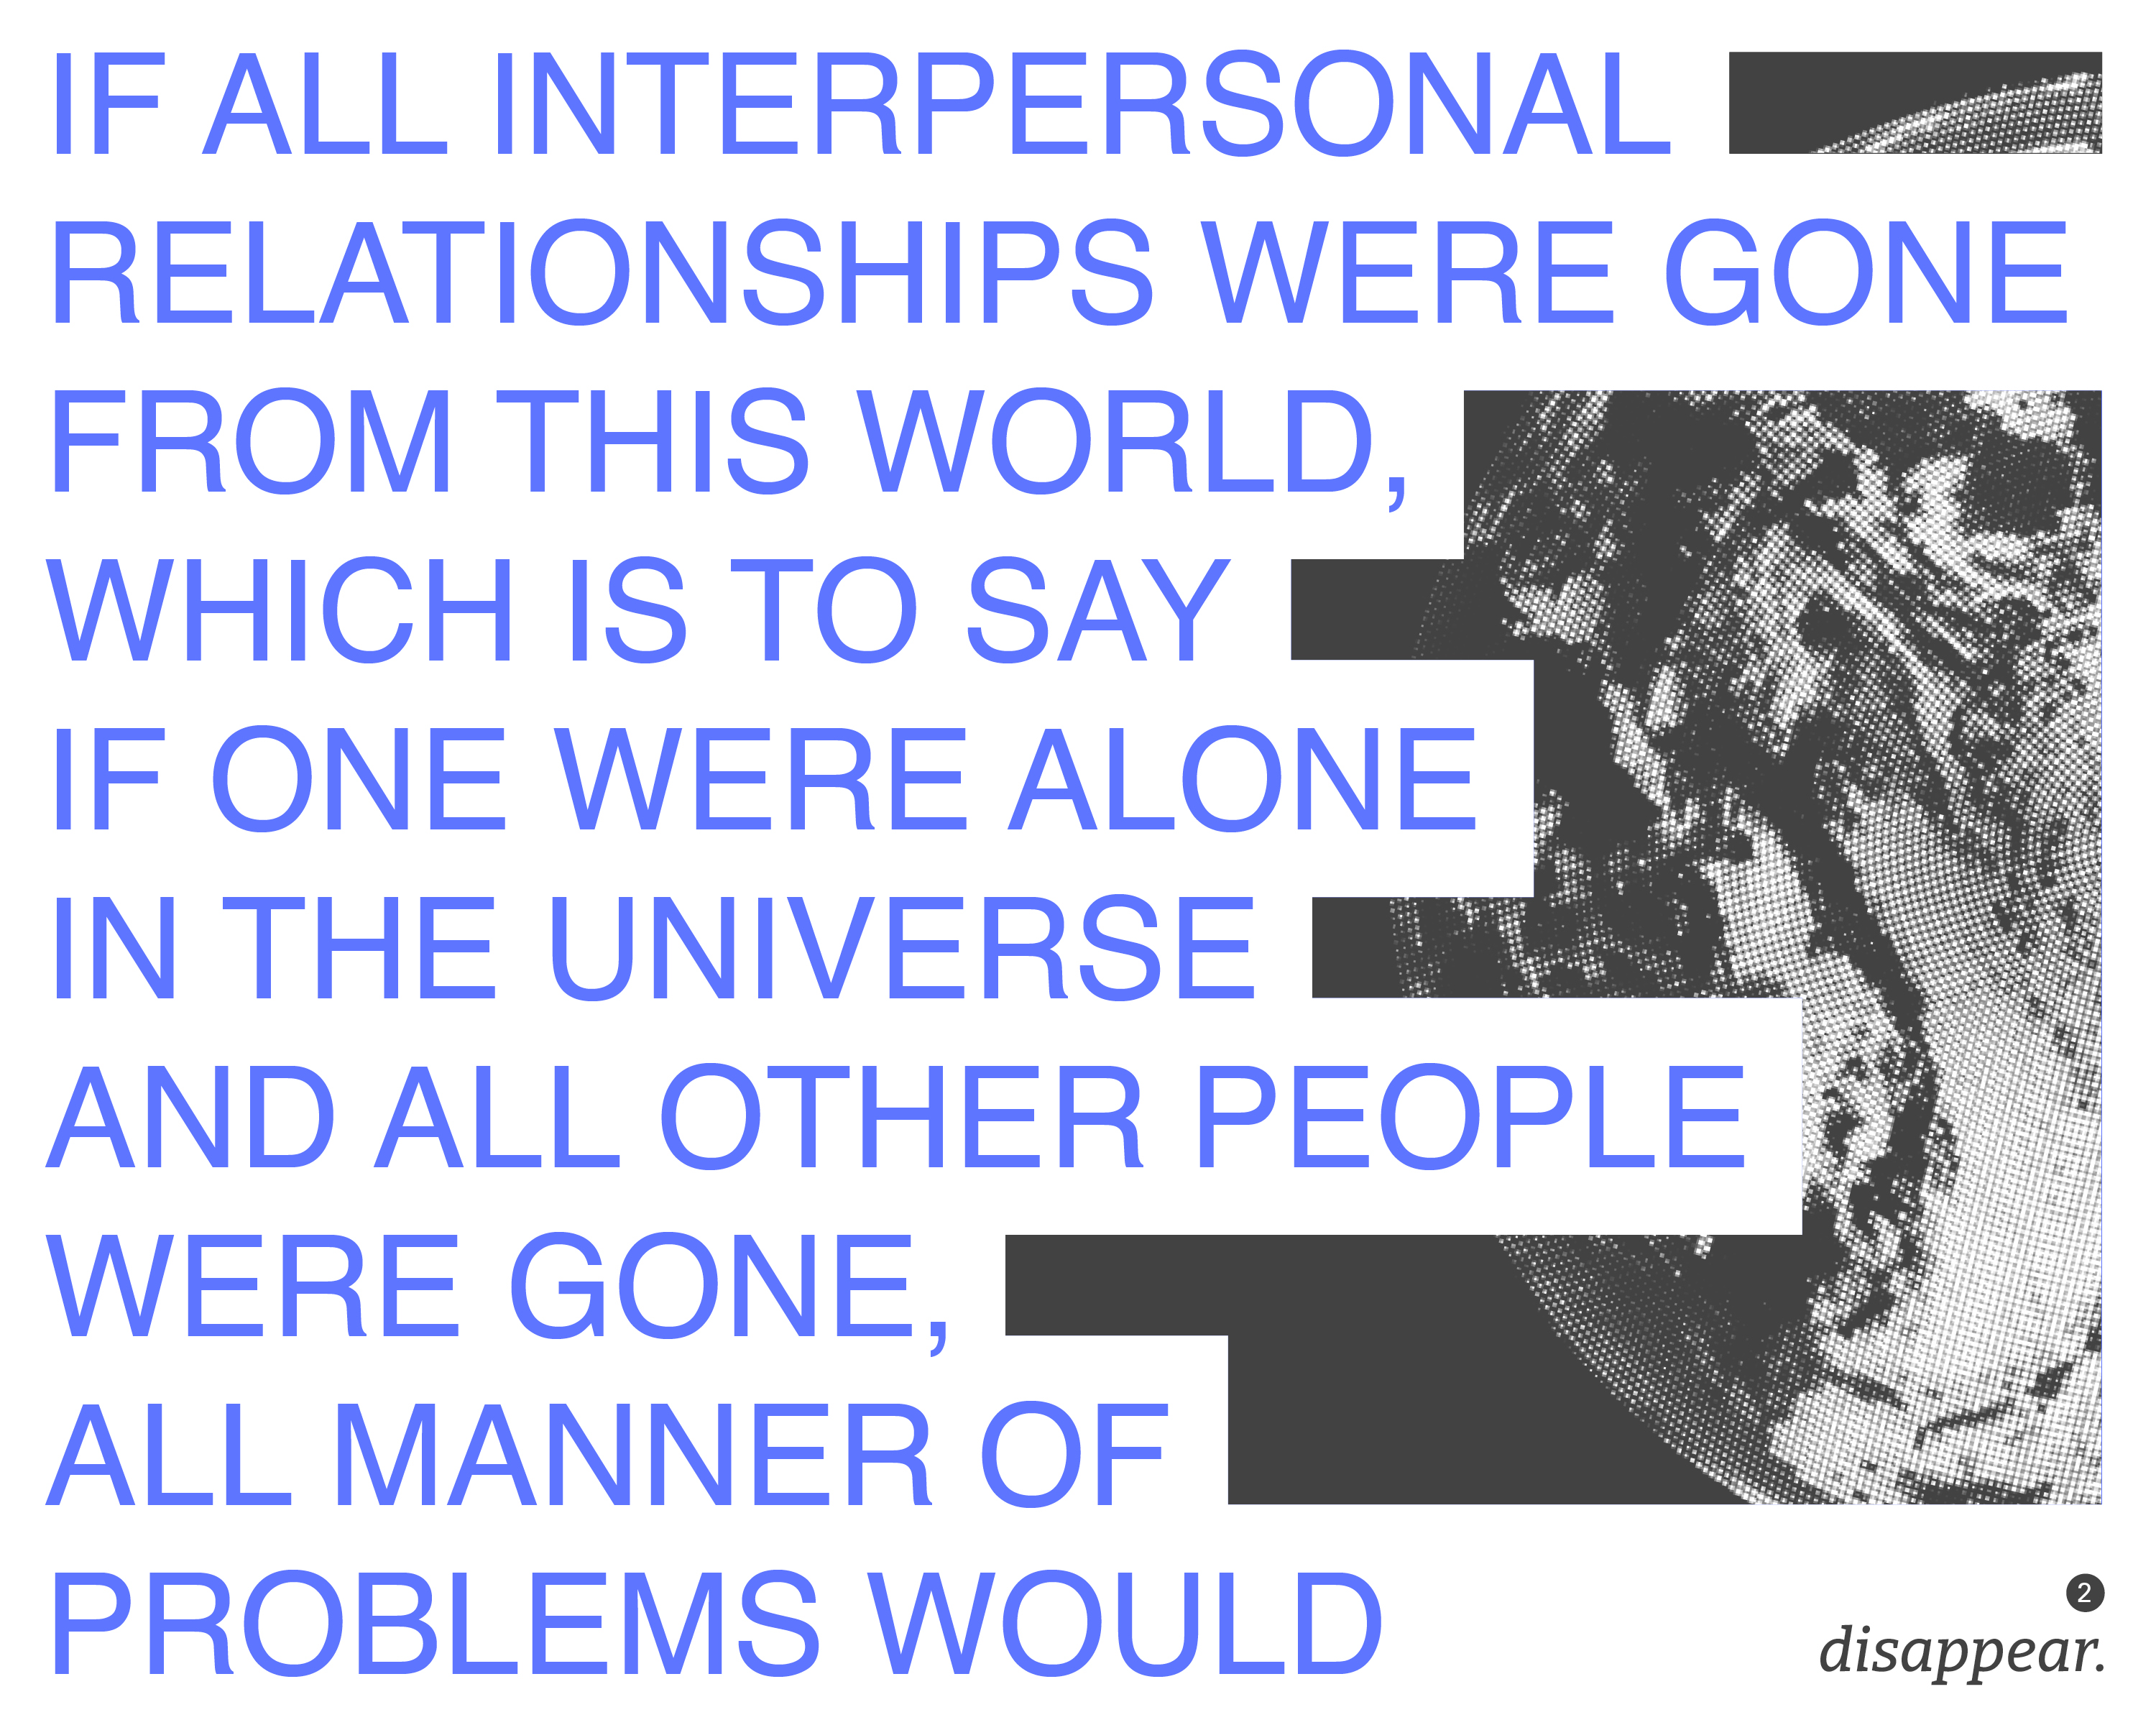 IF ALL INTERPERSONAL
RELATIONSHIPS WERE GONE
FROM THIS WORLD,
WHICH IS TO SAY
IF ONE WERE ALONE
IN THE UNIVERSE
AND ALL OTHER PEOPLE
WERE GONE,
ALL MANNER OF
PROBLEMS WOULD
2
disappear.